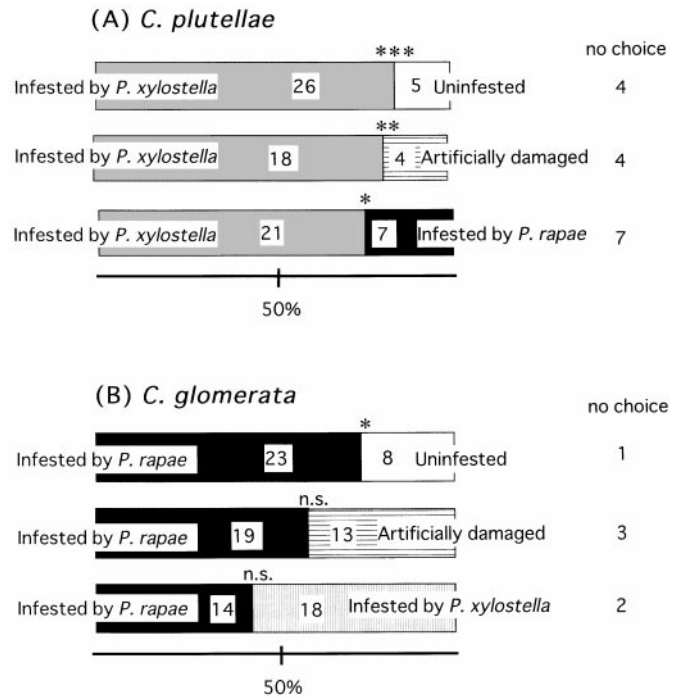 (A) C. plutellae
*** no choice
Infested by P. xylostella 26 5 Uninfested 4
**
Infested by P. xylostella 18 4 Artificially damaged 4
*
Infested by P. xylostella 21 7 Infested by P. rapae 7
50%
(B) C. glomerata
* no choice
Infested by P. rapae 23 8 Uninfested 1
n.s.
Infested by P. rapae 19 13 Artificially damaged 3
n.s.
Infested by P. rapae 14 18 Infested by P. xylostella 2
50%